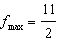 f_max = 11/2